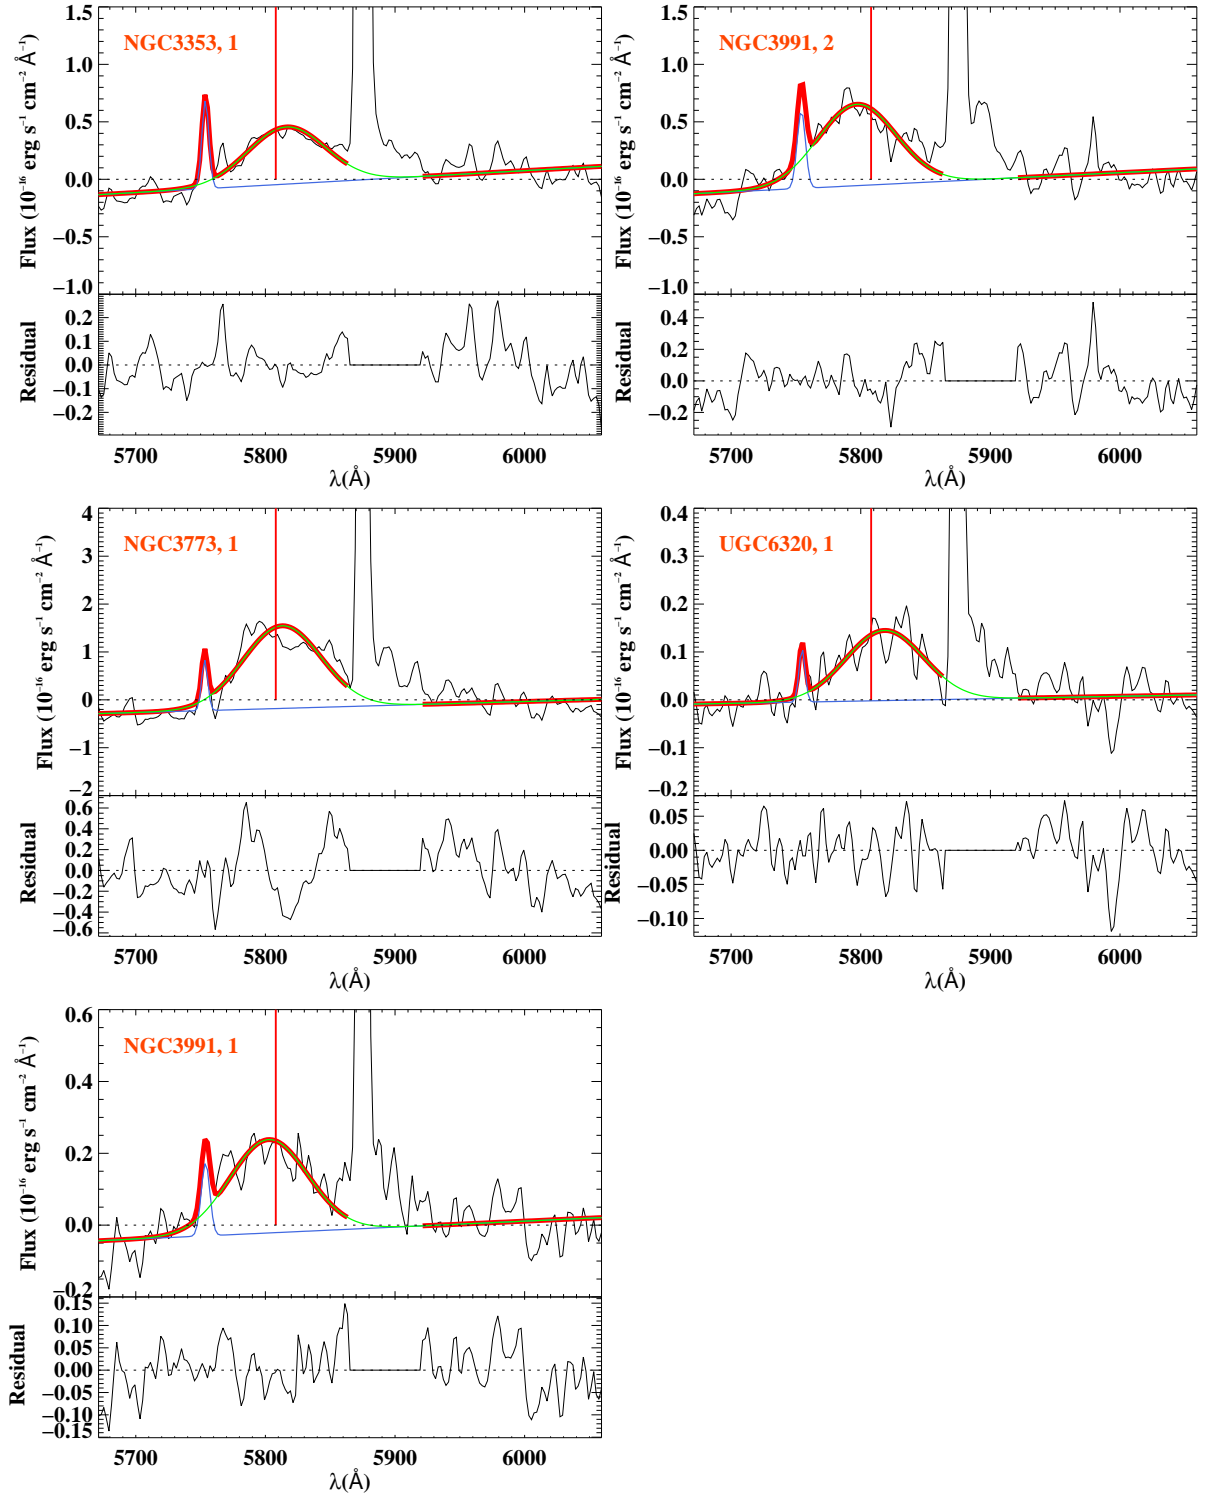 NGC3353, 1
Flux (10⁻¹⁶ erg s⁻¹ cm⁻² Å⁻¹)
1.5
1.0
0.5
0.0
−0.5
−1.0
Residual
0.2
0.1
0.0
−0.1
−0.2
5700 5800 5900 6000
λ(Å)
NGC3991, 2
Flux (10⁻¹⁶ erg s⁻¹ cm⁻² Å⁻¹)
1.5
1.0
0.5
0.0
−0.5
−1.0
Residual
0.4
0.2
0.0
−0.2
5700 5800 5900 6000
λ(Å)
NGC3773, 1
Flux (10⁻¹⁶ erg s⁻¹ cm⁻² Å⁻¹)
4
3
2
1
0
−1
−2
Residual
0.6
0.4
0.2
0.0
−0.2
−0.4
−0.6
5700 5800 5900 6000
λ(Å)
UGC6320, 1
Flux (10⁻¹⁶ erg s⁻¹ cm⁻² Å⁻¹)
0.4
0.3
0.2
0.1
0.0
−0.1
−0.2
Residual
0.05
0.00
−0.05
−0.10
5700 5800 5900 6000
λ(Å)
NGC3991, 1
Flux (10⁻¹⁶ erg s⁻¹ cm⁻² Å⁻¹)
0.6
0.4
0.2
0.0
−0.2
Residual
0.15
0.10
0.05
0.00
−0.05
−0.10
−0.15
5700 5800 5900 6000
λ(Å)